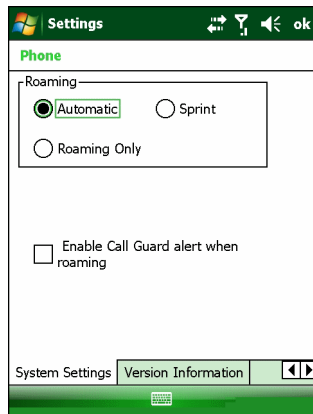 Settings
ok
Phone
Roaming
Automatic
Sprint
Roaming Only
Enable Call Guard alert when
roaming
System Settings
Version Information